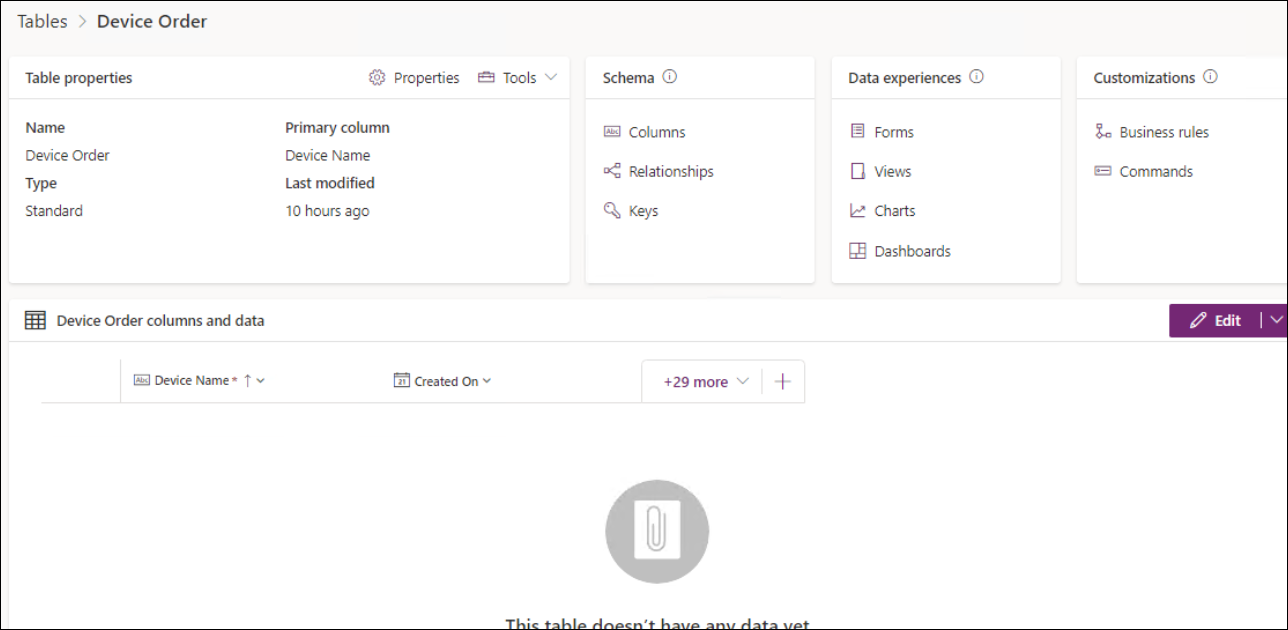 Tables > Device Order
Table properties
Properties
Tools
Name
Primary column
Device Order
Device Name
Type
Last modified
Standard
10 hours ago
Schema
Columns
Relationships
Keys
Data experiences
Forms
Views
Charts
Dashboards
Customizations
Business rules
Commands
Device Order columns and data
Edit
Abc Device Name * ↑
21 Created On
+29 more
This table doesn't have any data yet